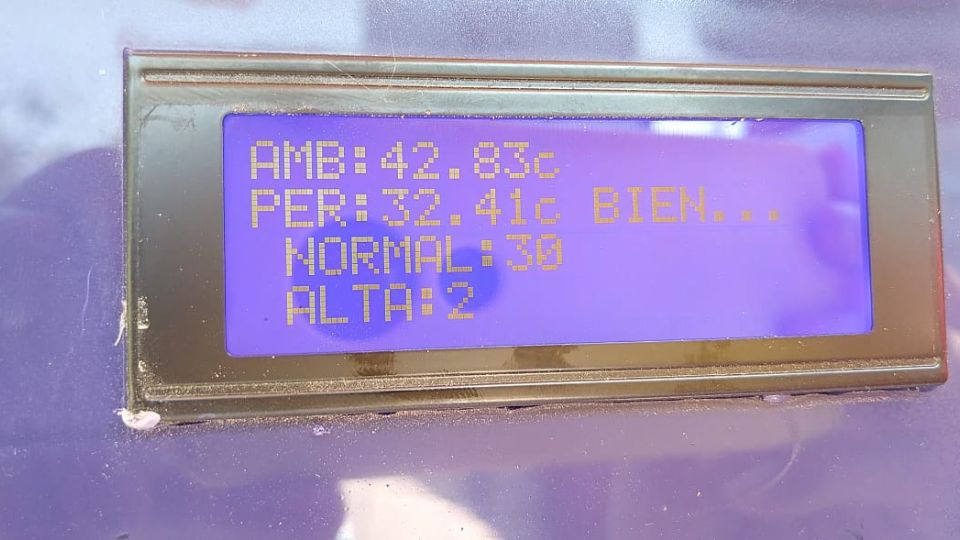 AMB:42.83c
PER:32.41c BIEN...
NORMAL:30
ALTA:2